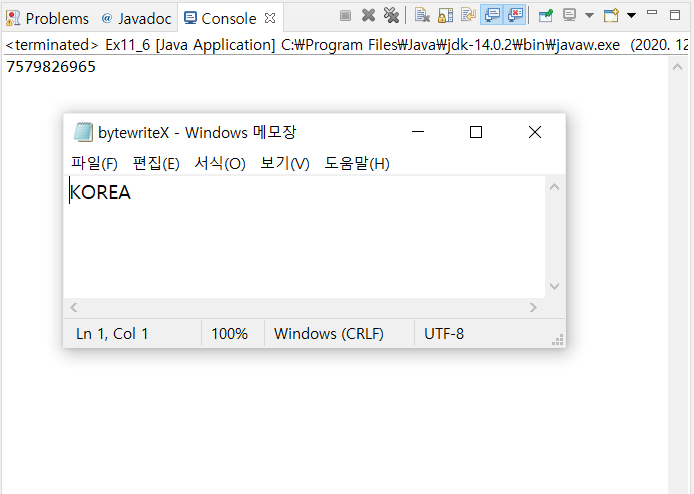 Problems @ Javadoc Console
<terminated> Ex11_6 [Java Application] C:₩Program Files₩Java₩jdk-14.0.2₩bin₩javaw.exe (2020. 12
7579826965
bytewriteX - Windows 메모장
파일(F) 편집(E) 서식(O) 보기(V) 도움말(H)
KOREA
Ln 1, Col 1 100% Windows (CRLF) UTF-8